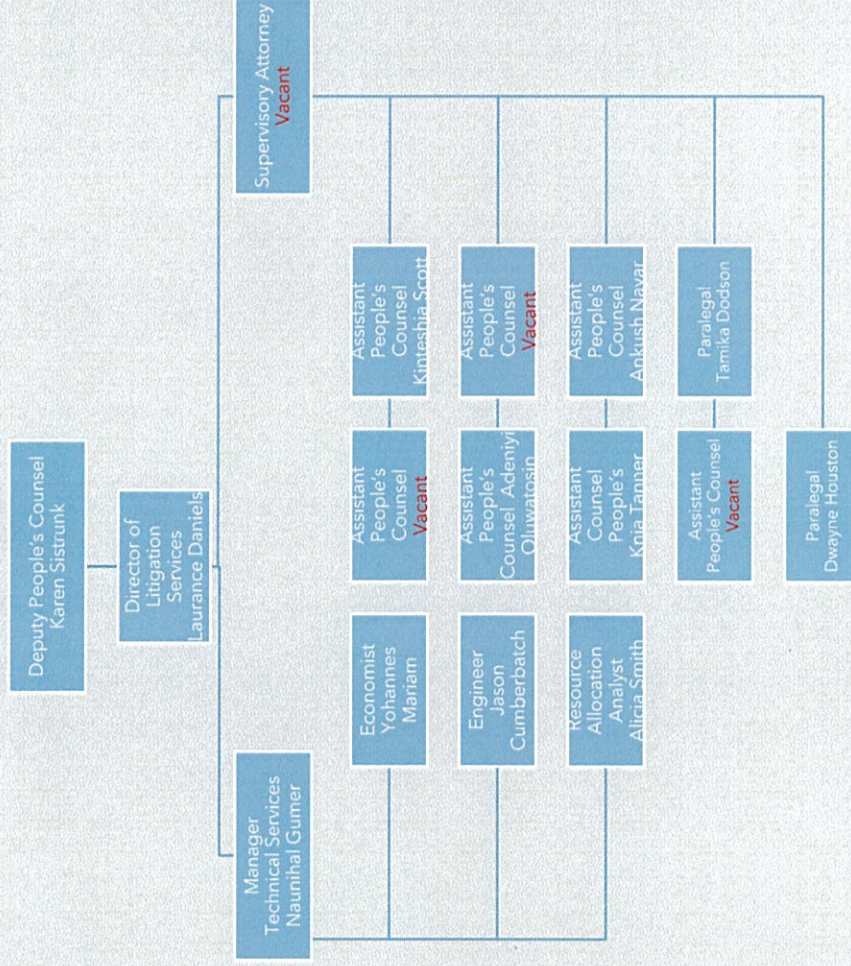 Deputy People's Counsel
Karen Sistrunk
Director of
Litigation
Services
Laurance Daniels
Manager
Technical Services
Naunihal Gumer
Supervisory Attorney
Vacant
Economist
Yohannes
Mariam
Assistant
People's
Counsel
Vacant
Assistant
People's
Counsel
Kinteshia Scott
Engineer
Jason
Cumberbatch
Assistant
People's
Counsel Adeniyi
Oluwatosin
Assistant
People's
Counsel
Vacant
Resource
Allocation
Analyst
Alicia Smith
Assistant
Counsel
People's
Knia Tanner
Assistant
People's
Counsel
Ankush Nayar
Assistant
People's Counsel
Vacant
Paralegal
Tamika Dodson
Paralegal
Dwayne Houston